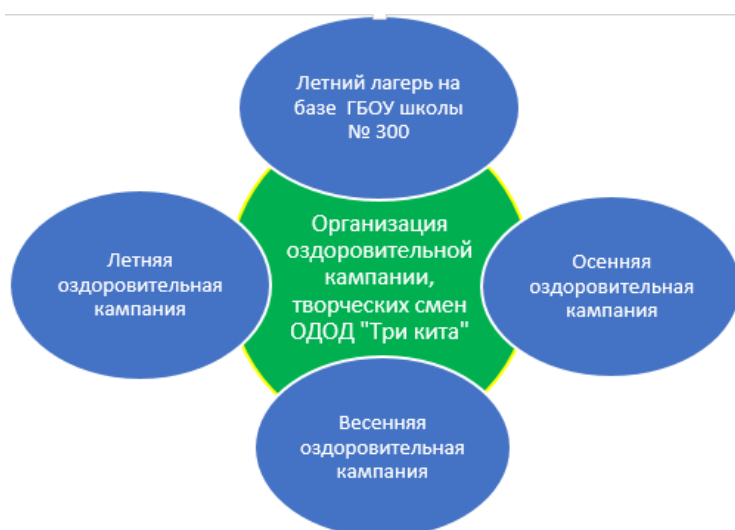 Летний лагерь на
базе ГБОУ школы
№ 300
Летняя
оздоровительная
кампания
Организация
оздоровительной
кампании,
творческих смен
ОДОД "Три кита"
Осенняя
оздоровительная
кампания
Весенняя
оздоровительная
кампания